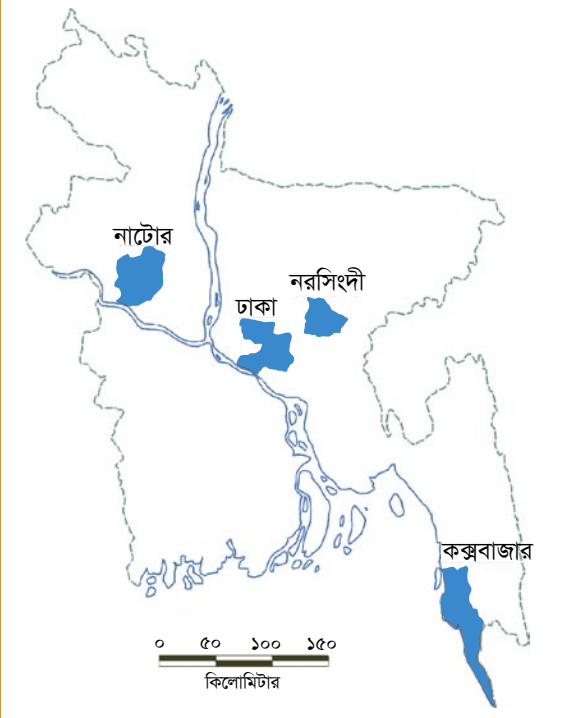 নাটোর
নরসিংদী
ঢাকা
কক্সবাজার
০ ৫০ ১০০ ১৫০
কিলোমিটার